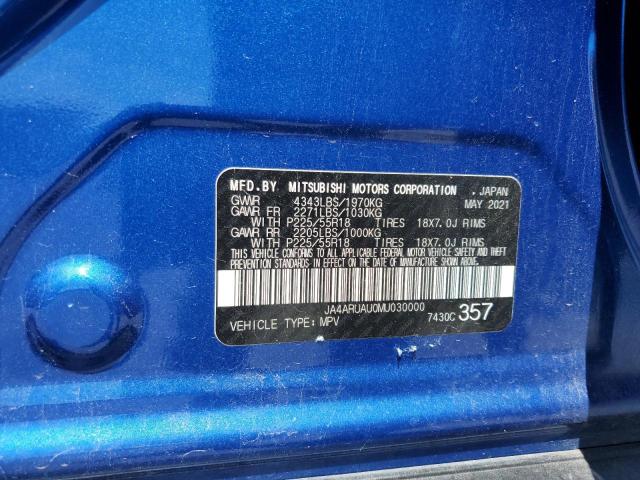 MFD.BY MITSUBISHI MOTORS CORPORATION . JAPAN
GVWR 4343LBS/1970KG MAY 2021
GAWR FR 2271LBS/1030KG
WITH P225/55R18 TIRES 18X7.0J RIMS
GAWR RR 2205LBS/1000KG
WITH P225/55R18 TIRES 18X7.0J RIMS
THIS VEHICLE CONFORMS TO ALL APPLICABLE FEDERAL MOTOR VEHICLE SAFETY, BUMPER, AND THEFT
PREVENTION STANDARDS IN EFFECT ON THE DATE OF MANUFACTURE SHOWN ABOVE.
JA4ARUAU0MU030000
VEHICLE TYPE: MPV 7430C 357